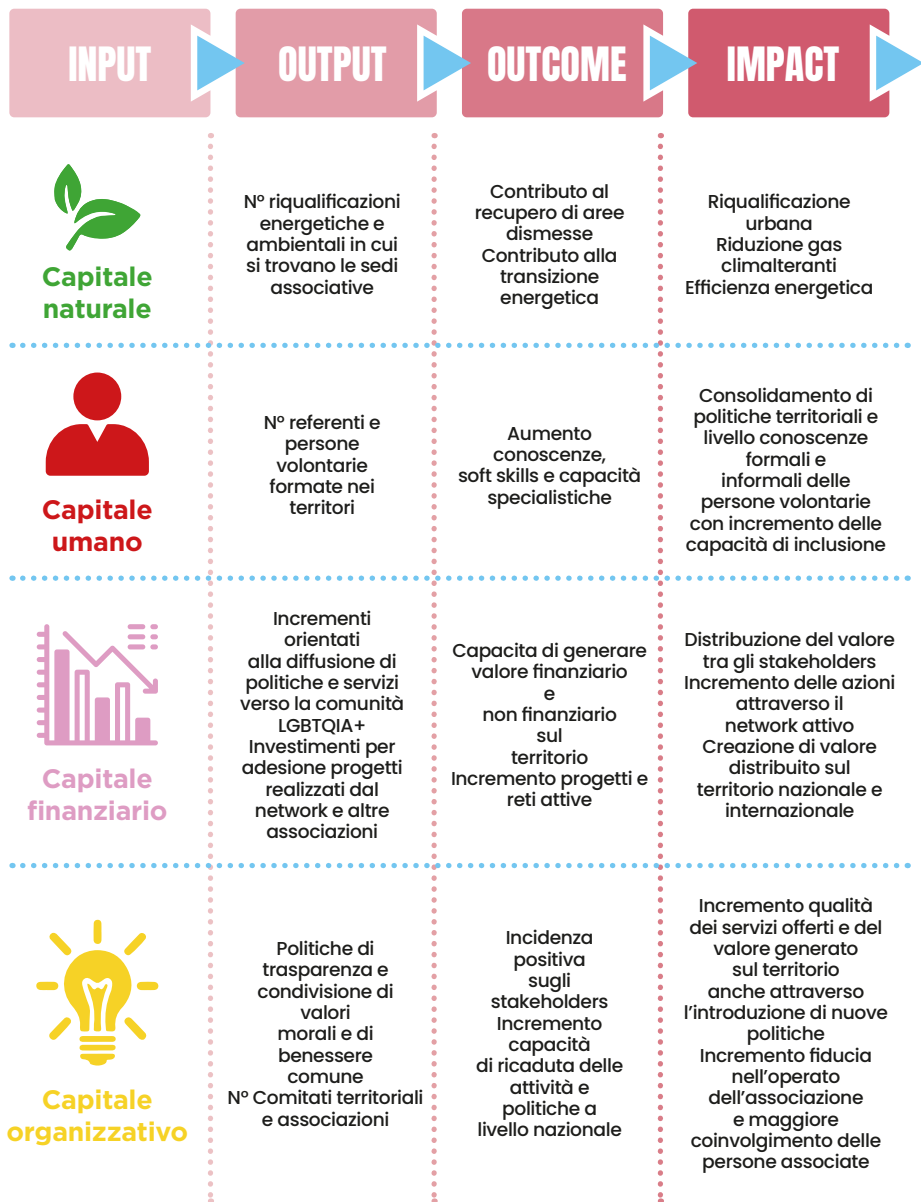 INPUT
OUTPUT
OUTCOME
IMPACT
Capitale
naturale
N° riqualificazioni
energetiche e
ambientali in cui
si trovano le sedi
associative
Contributo al
recupero di aree
dismesse
Contributo alla
transizione
energetica
Riqualificazione
urbana
Riduzione gas
climalteranti
Efficienza energetica
Capitale
umano
N° referenti e
persone
volontarie
formate nei
territori
Aumento
conoscenze,
soft skills e capacità
specialistiche
Consolidamento di
politiche territoriali e
livello conoscenze
formali e
informali delle
persone volontarie
con incremento delle
capacità di inclusione
Capitale
finanziario
Incrementi
orientati
alla diffusione di
politiche e servizi
verso la comunità
LGBTQIA+
Investimenti per
adesione progetti
realizzati dal
network e altre
associazioni
Capacita di generare
valore finanziario
e
non finanziario
sul
territorio
Incremento progetti e
reti attive
Distribuzione del valore
tra gli stakeholders
Incremento delle azioni
attraverso il
network attivo
Creazione di valore
distribuito sul
territorio nazionale e
internazionale
Capitale
organizzativo
Politiche di
trasparenza e
condivisione di
valori
morali e di
benessere
comune
N° Comitati territoriali
e associazioni
Incidenza
positiva
sugli
stakeholders
Incremento
capacità
di ricaduta delle
attività e
politiche a
livello nazionale
Incremento qualità
dei servizi offerti e del
valore generato
sul territorio
anche attraverso
l'introduzione di nuove
politiche
Incremento fiducia
nell'operato
dell'associazione
e maggiore
coinvolgimento delle
persone associate